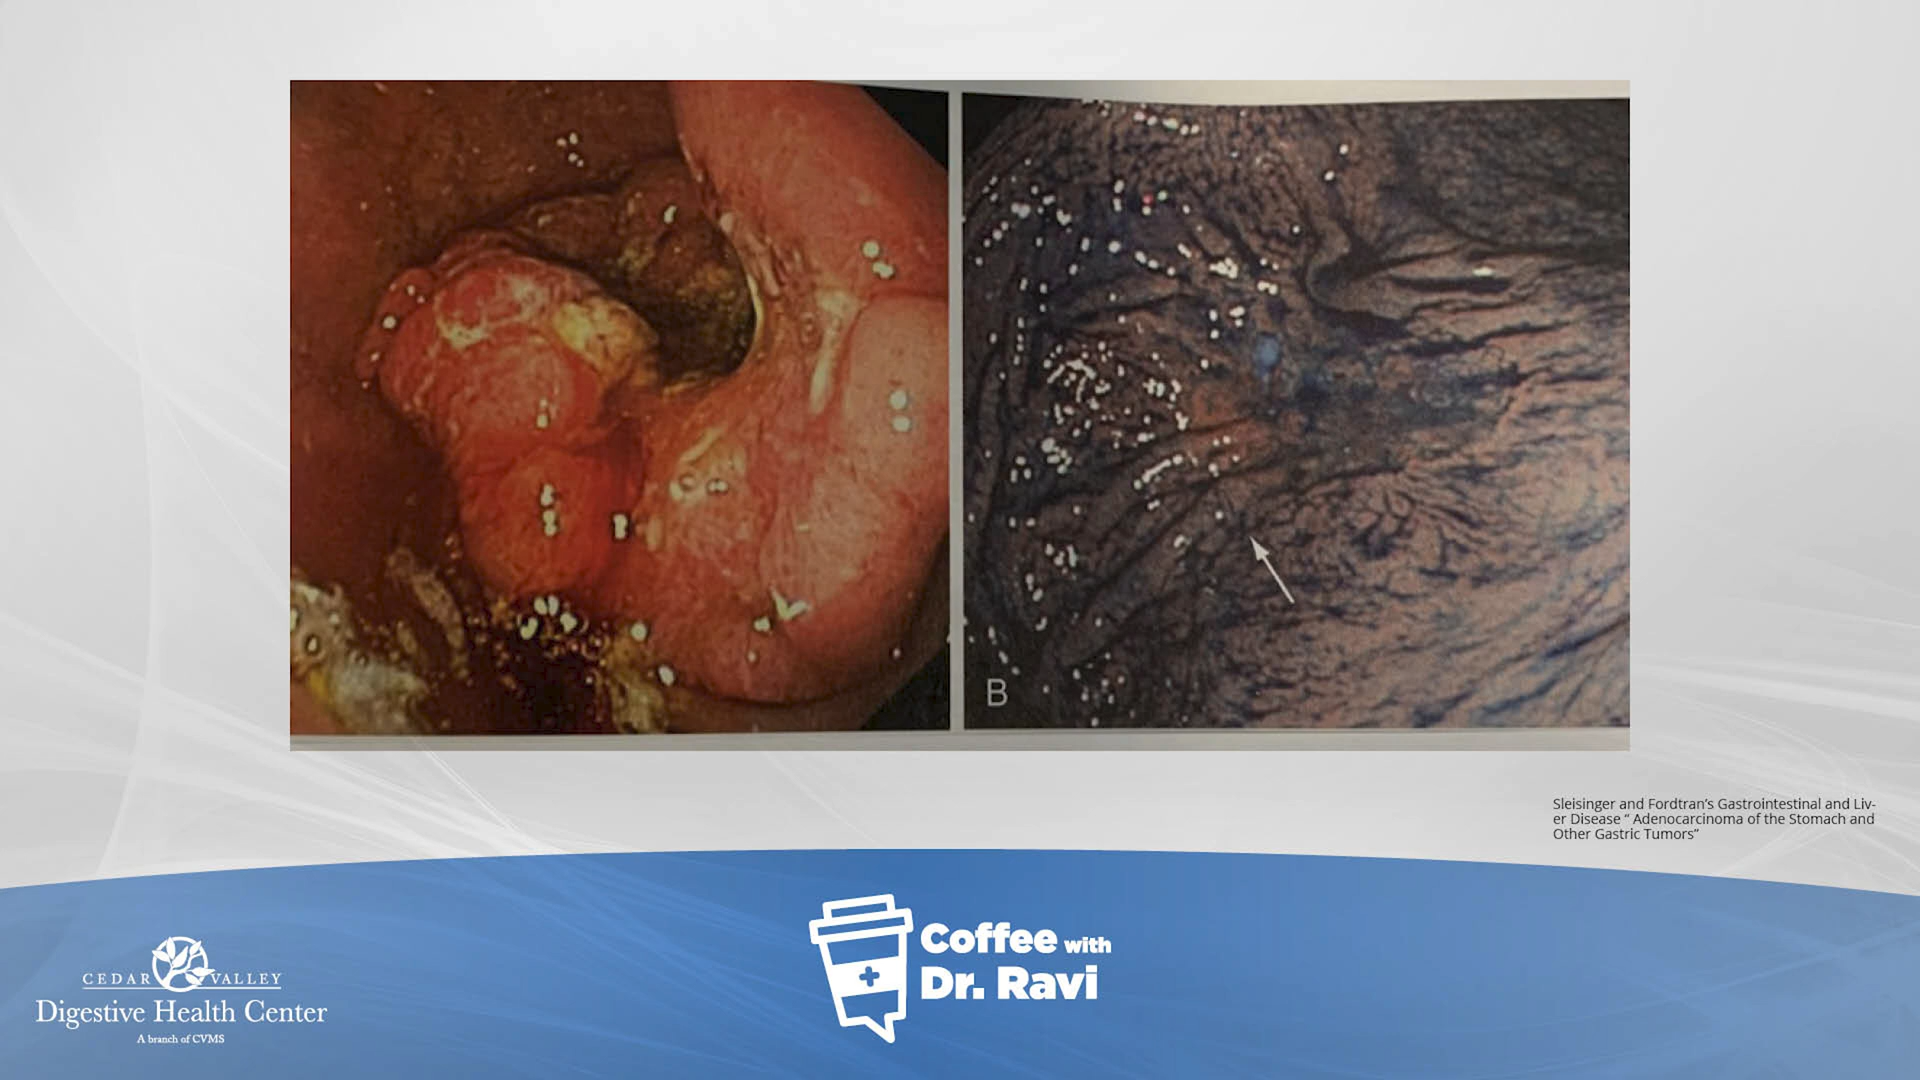 B
Sleisinger and Fordtran’s Gastrointestinal and Liv-
er Disease “ Adenocarcinoma of the Stomach and
Other Gastric Tumors”
CEDAR VALLEY
Digestive Health Center
A branch of CVMS
Coffee with
Dr. Ravi